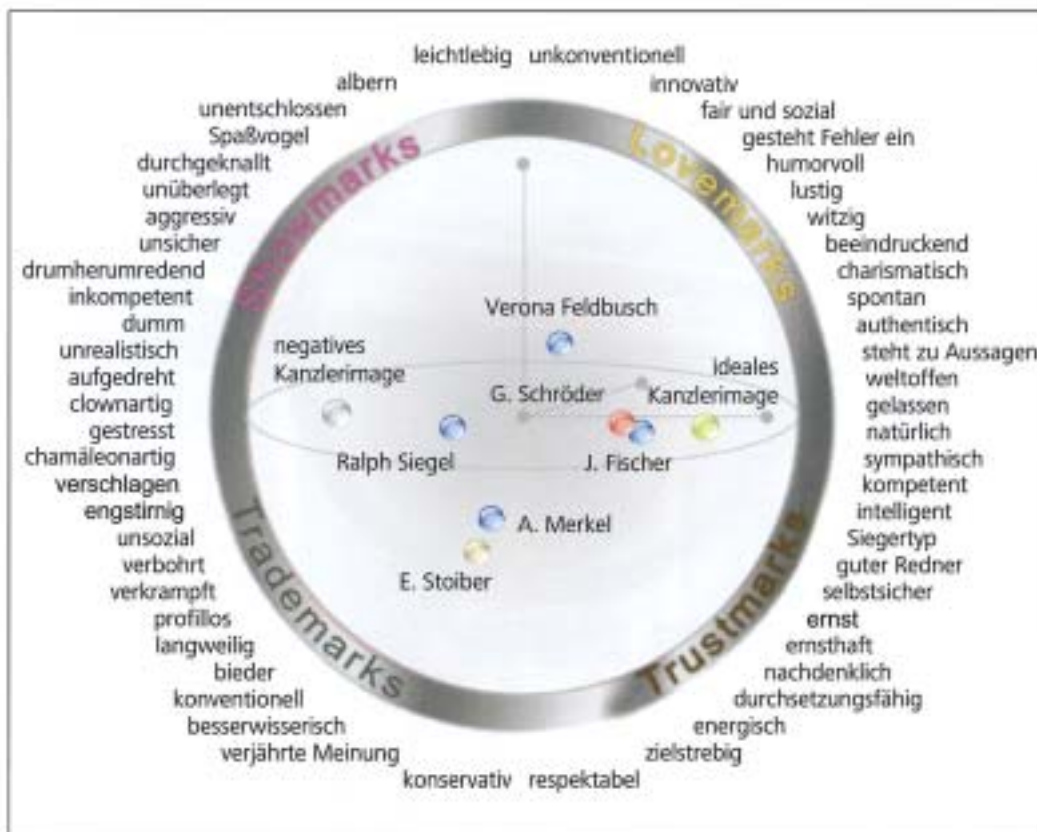 leichtlebig unkonventionell
albern
innovativ
unentschlossen
fair und sozial
Spaßvogel
gesteht Fehler ein
durchgeknallt
humorvoll
unüberlegt
lustig
aggressiv
witzig
unsicher
beeindruckend
drumherumredend
charismatisch
inkompetent
spontan
dumm
authentisch
unrealistisch
steht zu Aussagen
aufgedreht
weltoffen
clownartig
gelassen
gestresst
natürlich
chamäleonartig
sympathisch
verschlagen
kompetent
engstirnig
intelligent
unsozial
Siegertyp
verbohrt
guter Redner
verkrampft
selbstsicher
profillos
ernst
langweilig
ernsthaft
bieder
nachdenklich
konventionell
durchsetzungsfähig
besserwisserisch
energisch
verjährte Meinung
zielstrebig
konservativ respektabel
Showmarks
Lovemarks
Trademarks
Trustmarks
Verona Feldbusch
negatives
Kanzlerimage
ideales
Kanzlerimage
G. Schröder
Ralph Siegel
J. Fischer
A. Merkel
E. Stoiber